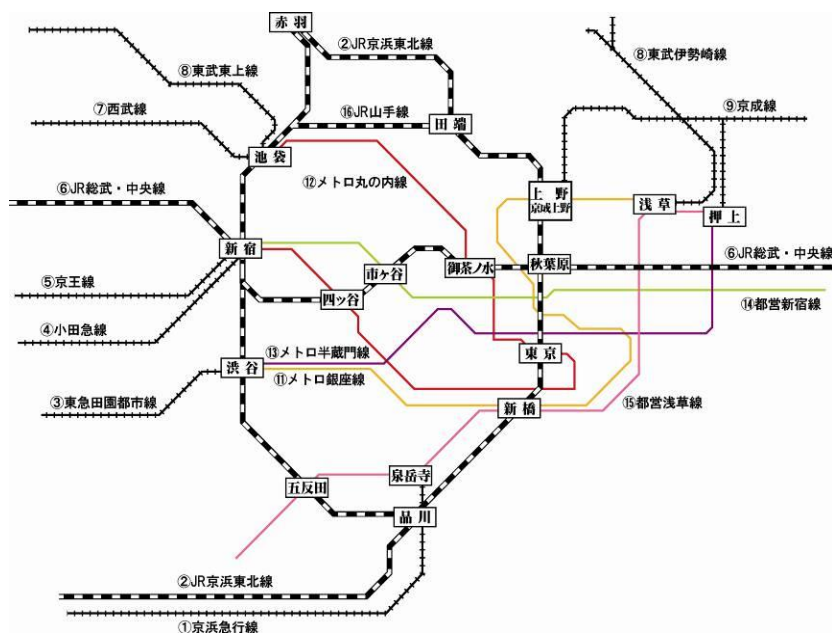 赤羽
②JR京浜東北線
⑧東武伊勢崎線
⑧東武東上線
⑦西武線
⑯JR山手線
⑨京成線
田端
池袋
⑫メトロ丸の内線
上野
京成上野
浅草
押上
⑥JR総武・中央線
新宿
市ヶ谷
御茶ノ水
秋葉原
⑥JR総武・中央線
⑤京王線
四ッ谷
⑭都営新宿線
④小田急線
⑬メトロ半蔵門線
東京
渋谷
⑪メトロ銀座線
③東急田園都市線
新橋
⑮都営浅草線
泉岳寺
五反田
品川
②JR京浜東北線
①京浜急行線